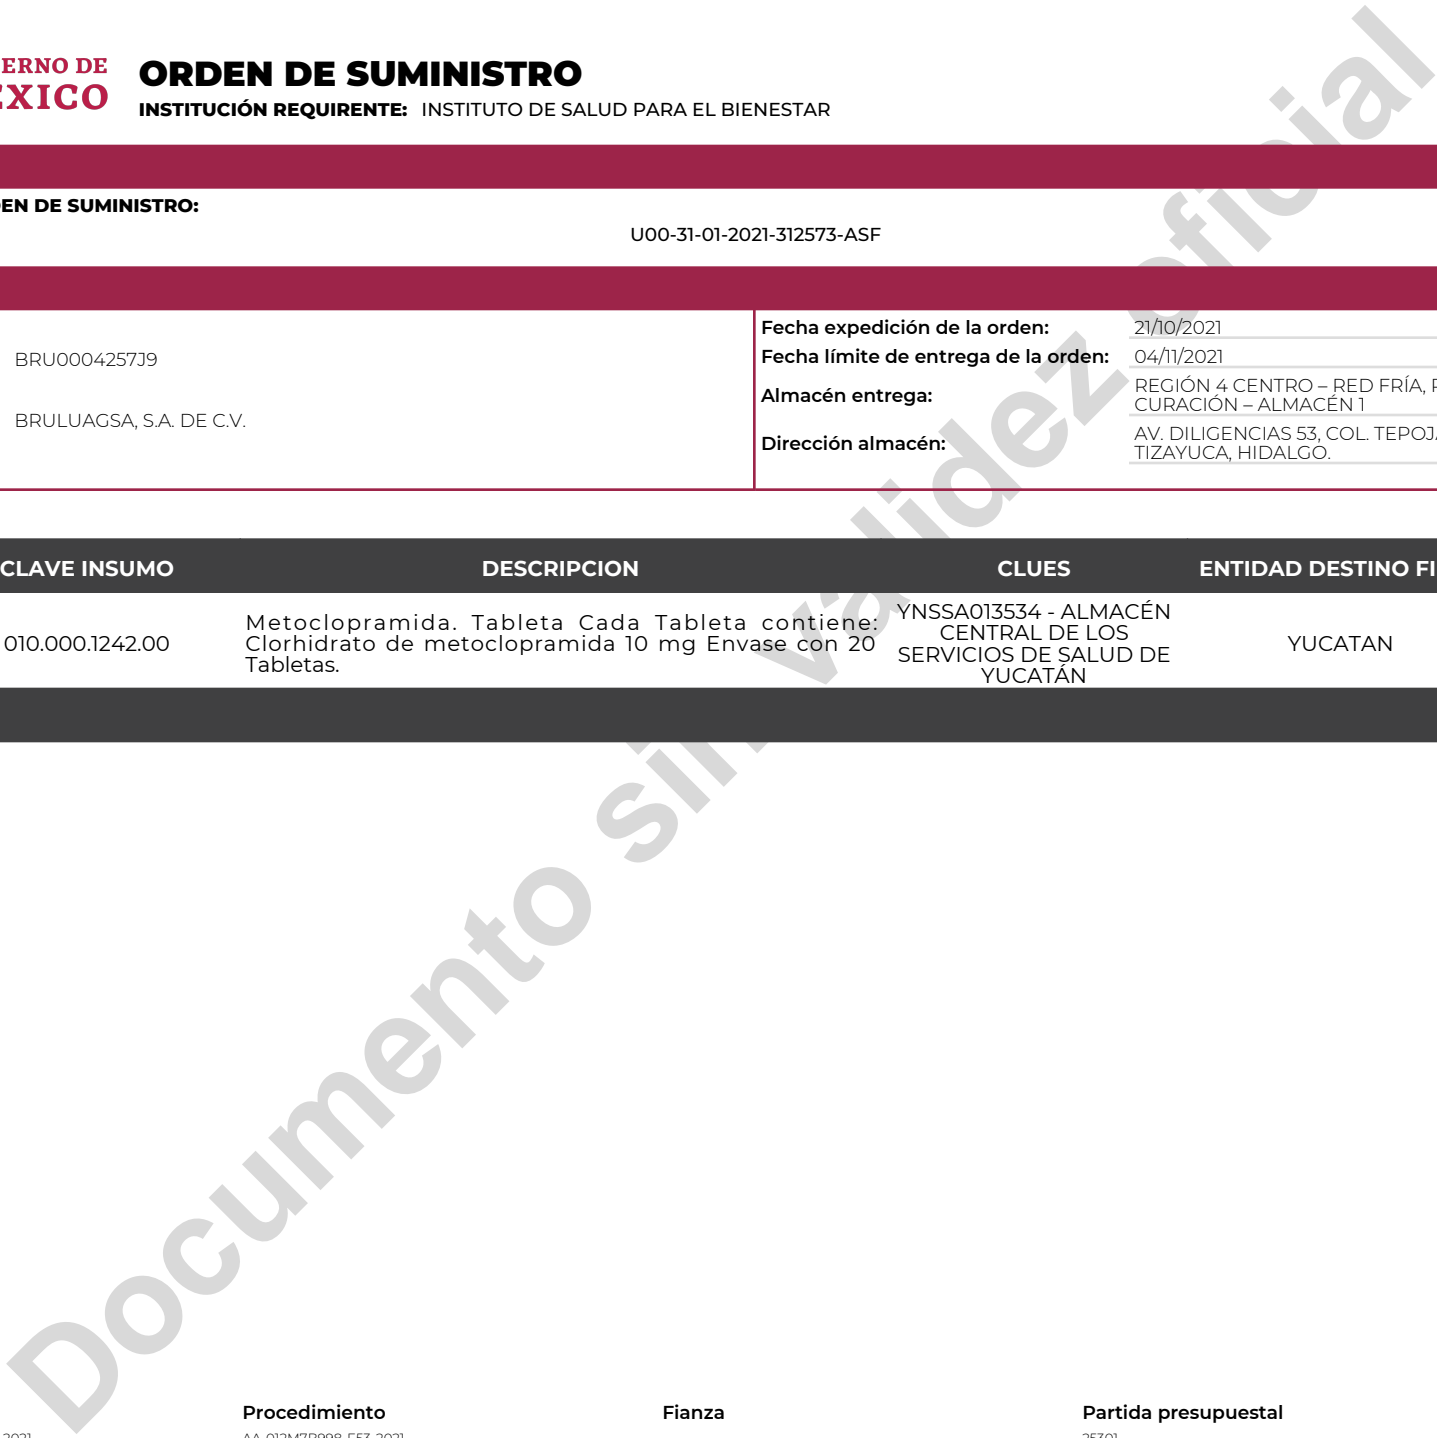 ERNO DE
EXICO
ORDEN DE SUMINISTRO
INSTITUCIÓN REQUIRENTE: INSTITUTO DE SALUD PARA EL BIENESTAR
EN DE SUMINISTRO:
U00-31-01-2021-312573-ASF
BRU0004257J9
BRULUAGSA, S.A. DE C.V.
Fecha expedición de la orden: 21/10/2021
Fecha límite de entrega de la orden: 04/11/2021
Almacén entrega:
REGIÓN 4 CENTRO – RED FRÍA,
CURACIÓN – ALMACÉN 1
Dirección almacén:
AV. DILIGENCIAS 53, COL. TEPOJA
TIZAYUCA, HIDALGO.
CLAVE INSUMO DESCRIPCION CLUES ENTIDAD DESTINO FI
010.000.1242.00
Metoclopramida. Tableta Cada Tableta contiene:
Clorhidrato de metoclopramida 10 mg Envase con 20
Tabletas.
YNSSA013534 - ALMACÉN
CENTRAL DE LOS
SERVICIOS DE SALUD DE
YUCATÁN
YUCATAN
Documento sin validez oficial
Procedimiento Fianza Partida presupuestal